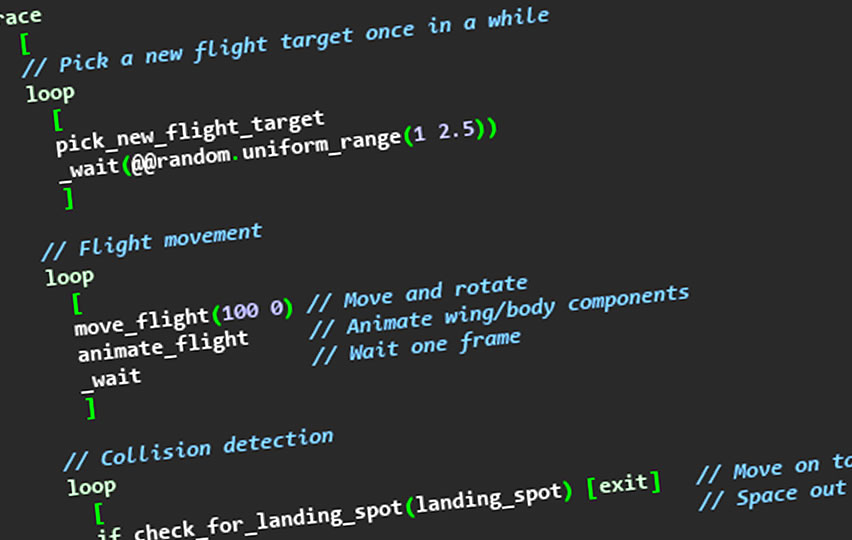 race
[
// Pick a new flight target once in a while
loop
[
pick_new_flight_target
_wait(@@random.uniform_range(1 2.5))
]
// Flight movement
loop
[
move_flight(100 0) // Move and rotate
animate_flight // Animate wing/body components
_wait // Wait one frame
]
// Collision detection
loop
[
if check_for_landing_spot(landing_spot) [exit] // Move on to
// Space out